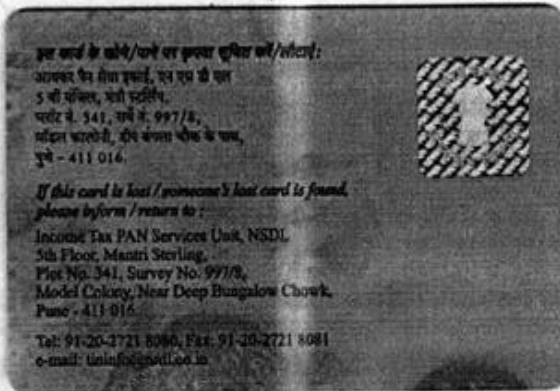 इस कार्ड के खोने/पाने पर कृपया सूचित करें/लौटाएं :
आयकर पैन सेवा इकाई, एन एस डी एल
5 वी मंजिल, मंत्री स्टर्लिंग,
प्लॉट नं. 341, सर्वे नं. 997/8,
मॉडल कालोनी, दीप बंगला चौक के पास,
पुणे - 411 016.
If this card is lost / someone's lost card is found,
please inform / return to :
Income Tax PAN Services Unit, NSDL
5th Floor, Mantri Sterling,
Plot No. 341, Survey No. 997/8,
Model Colony, Near Deep Bungalow Chowk,
Pune - 411 016.
Tel: 91-20-2721 8080, Fax: 91-20-2721 8081
e-mail: tininfo@nsdl.co.in